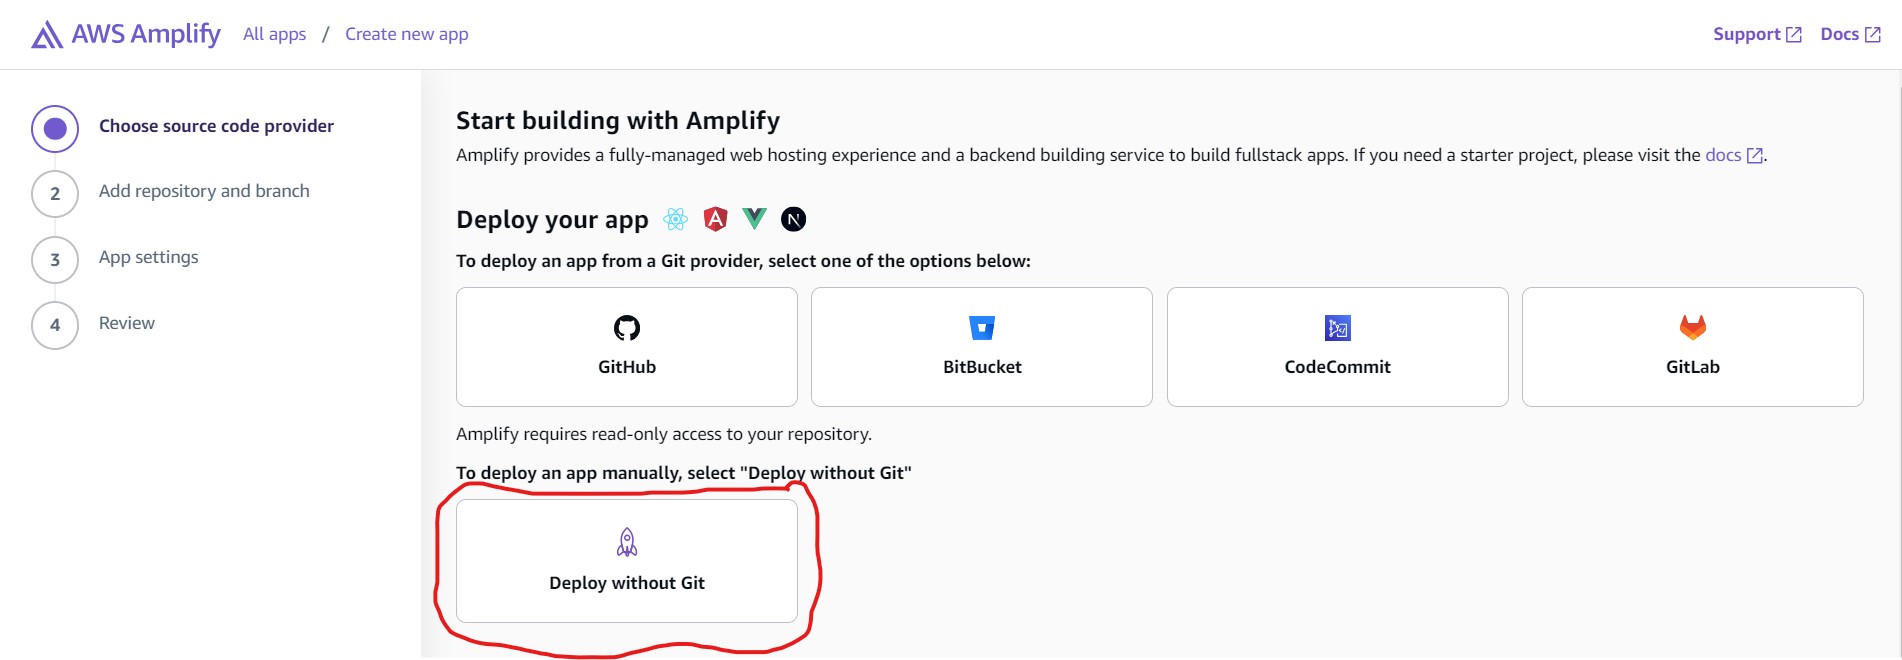 AWS Amplify All apps / Create new app Support Docs
Choose source code provider
2 Add repository and branch
3 App settings
4 Review
Start building with Amplify
Amplify provides a fully-managed web hosting experience and a backend building service to build fullstack apps. If you need a starter project, please visit the docs.
Deploy your app
To deploy an app from a Git provider, select one of the options below:
GitHub BitBucket CodeCommit GitLab
Amplify requires read-only access to your repository.
To deploy an app manually, select "Deploy without Git"
Deploy without Git